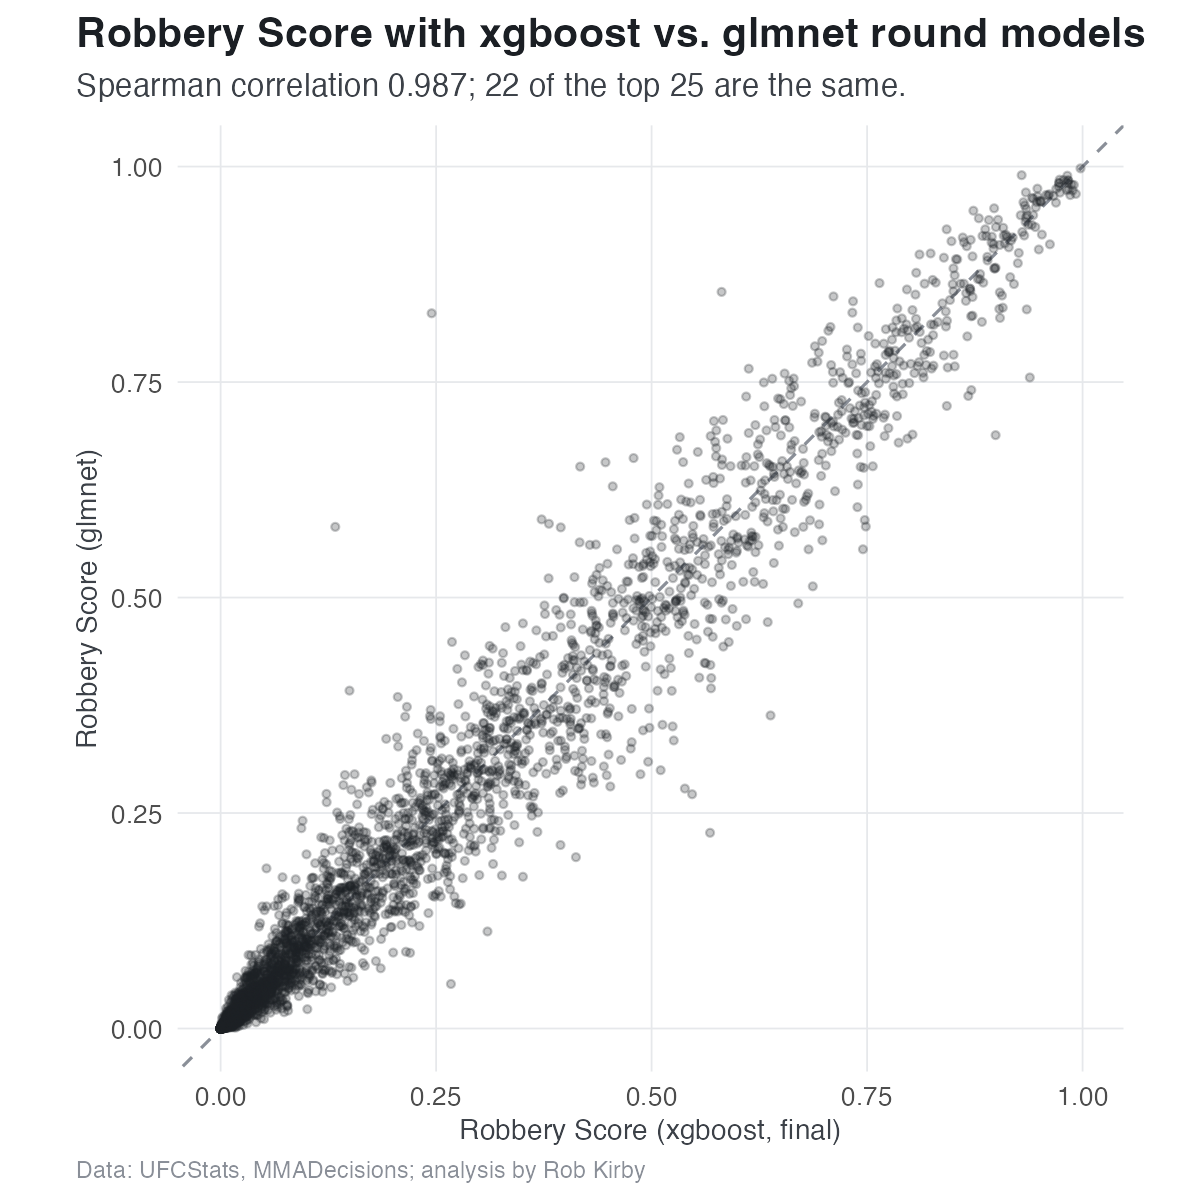 Robbery Score with xgboost vs. glmnet round models
Spearman correlation 0.987; 22 of the top 25 are the same.
1.00
0.75
0.50
0.25
0.00
Robbery Score (glmnet)
0.00 0.25 0.50 0.75 1.00
Robbery Score (xgboost, final)
Data: UFCStats, MMADecisions; analysis by Rob Kirby